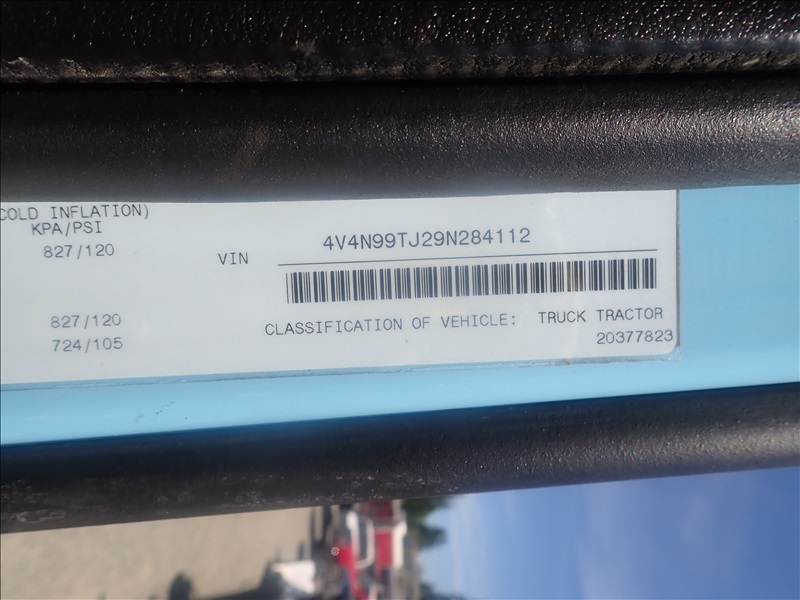 COLD INFLATION)
KPA/PSI
827/120
VIN 4V4N99TJ29N284112
827/120
724/105
CLASSIFICATION OF VEHICLE: TRUCK TRACTOR
20377823